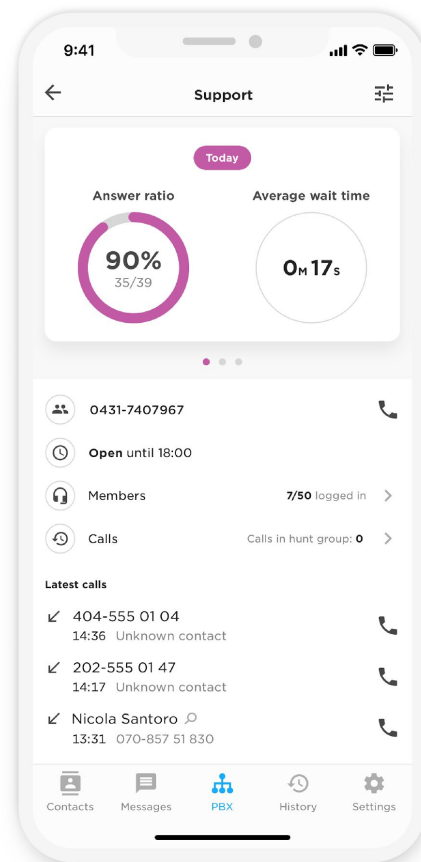 9:41
Support
Today
Answer ratio
Average wait time
90%
35/39
0M 17S
0431-7407967
Open until 18:00
Members 7/50 logged in
Calls Calls in hunt group: 0
Latest calls
404-555 01 04
14:36 Unknown contact
202-555 01 47
14:17 Unknown contact
Nicola Santoro
13:31 070-857 51 830
Contacts Messages PBX History Settings